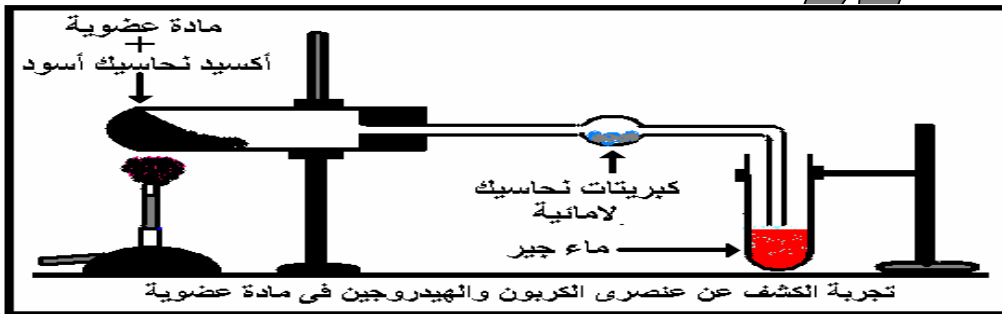 مادة عضوية
+
أكسيد نحاسيك أسود
كبريتات نحاسيك
لامائية
ماء جير
تجربة الكشف عن عنصرى الكربون والهيدروجين فى مادة عضوية